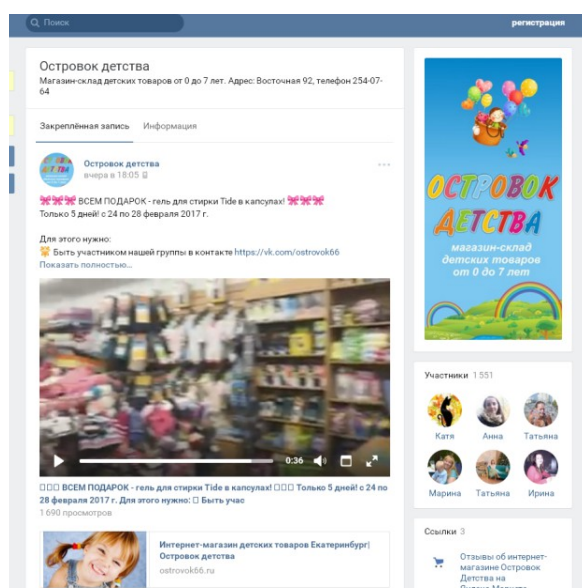 Поиск
регистрация
Островок детства
Магазин-склад детских товаров от 0 до 7 лет. Адрес: Восточная 92, телефон 254-07-
64
Закреплённая запись Информация
Островок детства
вчера в 18:05
ВСЕМ ПОДАРОК - гель для стирки Tide в капсулах!
Только 5 дней! с 24 по 28 февраля 2017 г.
Для этого нужно:
Быть участником нашей группы в контакте https://vk.com/ostrovok66
Показать полностью...
0:36
ВСЕМ ПОДАРОК - гель для стирки Tide в капсулах! Только 5 дней! с 24 по
28 февраля 2017 г. Для этого нужно: Быть учас
1 690 просмотров
Интернет-магазин детских товаров Екатеринбург|
Островок детства
ostrovok66.ru
ОСТРОВОК
ДЕТСТВА
магазин-склад
детских товаров
от 0 до 7 лет
Участники 1 551
Катя Анна Татьяна
Марина Татьяна Ирина
Ссылки 3
Отзывы об интернет-
магазине Островок
Детства на